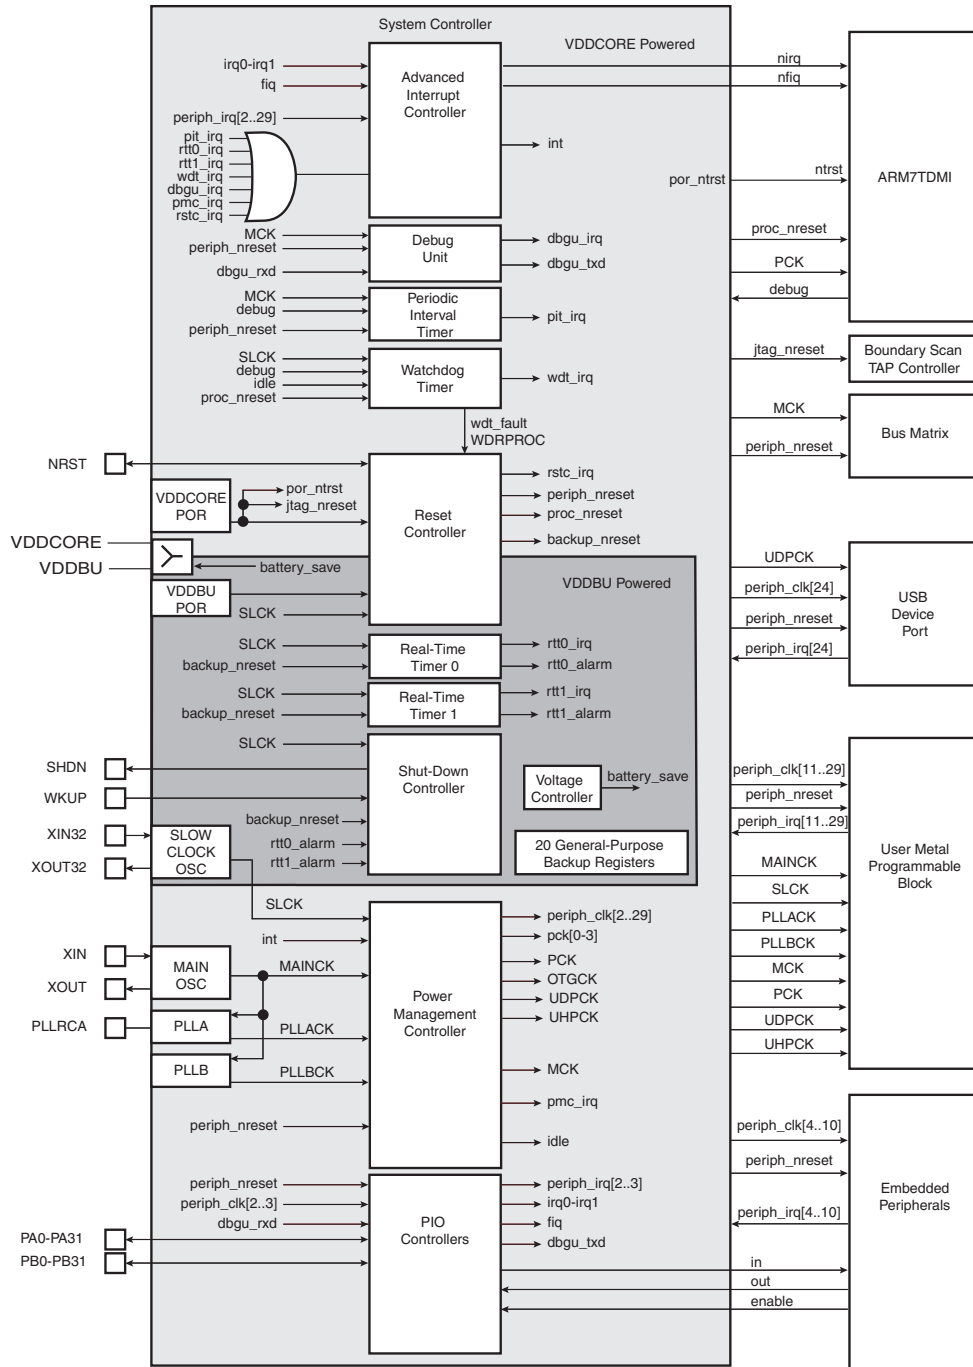 System Controller
VDDCORE Powered
irq0-irq1
fiq
periph_irq[2..29]
pit_irq
rtt0_irq
rtt1_irq
wdt_irq
dbgu_irq
pmc_irq
rstc_irq
Advanced
Interrupt
Controller
int
nirq
nfiq
por_ntrst
ntrst
ARM7TDMI
proc_nreset
PCK
debug
MCK
periph_nreset
dbgu_rxd
Debug
Unit
dbgu_irq
dbgu_txd
MCK
debug
periph_nreset
Periodic
Interval
Timer
pit_irq
SLCK
debug
idle
proc_nreset
Watchdog
Timer
wdt_irq
wdt_fault
WDRPROC
jtag_nreset
Boundary Scan
TAP Controller
MCK
periph_nreset
Bus Matrix
NRST
VDDCORE
POR
por_ntrst
jtag_nreset
Reset
Controller
rstc_irq
periph_nreset
proc_nreset
backup_nreset
VDDCORE
VDDBU
battery_save
VDDBU Powered
VDDBU
POR
SLCK
UDPCK
periph_clk[24]
periph_nreset
periph_irq[24]
USB
Device
Port
SLCK
backup_nreset
Real-Time
Timer 0
rtt0_irq
rtt0_alarm
SLCK
backup_nreset
Real-Time
Timer 1
rtt1_irq
rtt1_alarm
SLCK
SHDN
WKUP
backup_nreset
rtt0_alarm
rtt1_alarm
Shut-Down
Controller
Voltage
Controller
battery_save
20 General-Purpose
Backup Registers
XIN32
XOUT32
SLOW
CLOCK
OSC
SLCK
int
periph_clk[11..29]
periph_nreset
periph_irq[11..29]
MAINCK
SLCK
PLLACK
PLLBCK
MCK
PCK
UDPCK
UHPCK
User Metal
Programmable
Block
XIN
XOUT
PLLRCA
MAIN
OSC
MAINCK
PLLA
PLLACK
PLLB
PLLBCK
periph_nreset
Power
Management
Controller
periph_clk[2..29]
pck[0-3]
PCK
OTGCK
UDPCK
UHPCK
MCK
pmc_irq
idle
periph_nreset
periph_clk[2..3]
dbgu_rxd
PA0-PA31
PB0-PB31
PIO
Controllers
periph_irq[2..3]
irq0-irq1
fiq
dbgu_txd
periph_clk[4..10]
periph_nreset
periph_irq[4..10]
in
out
enable
Embedded
Peripherals